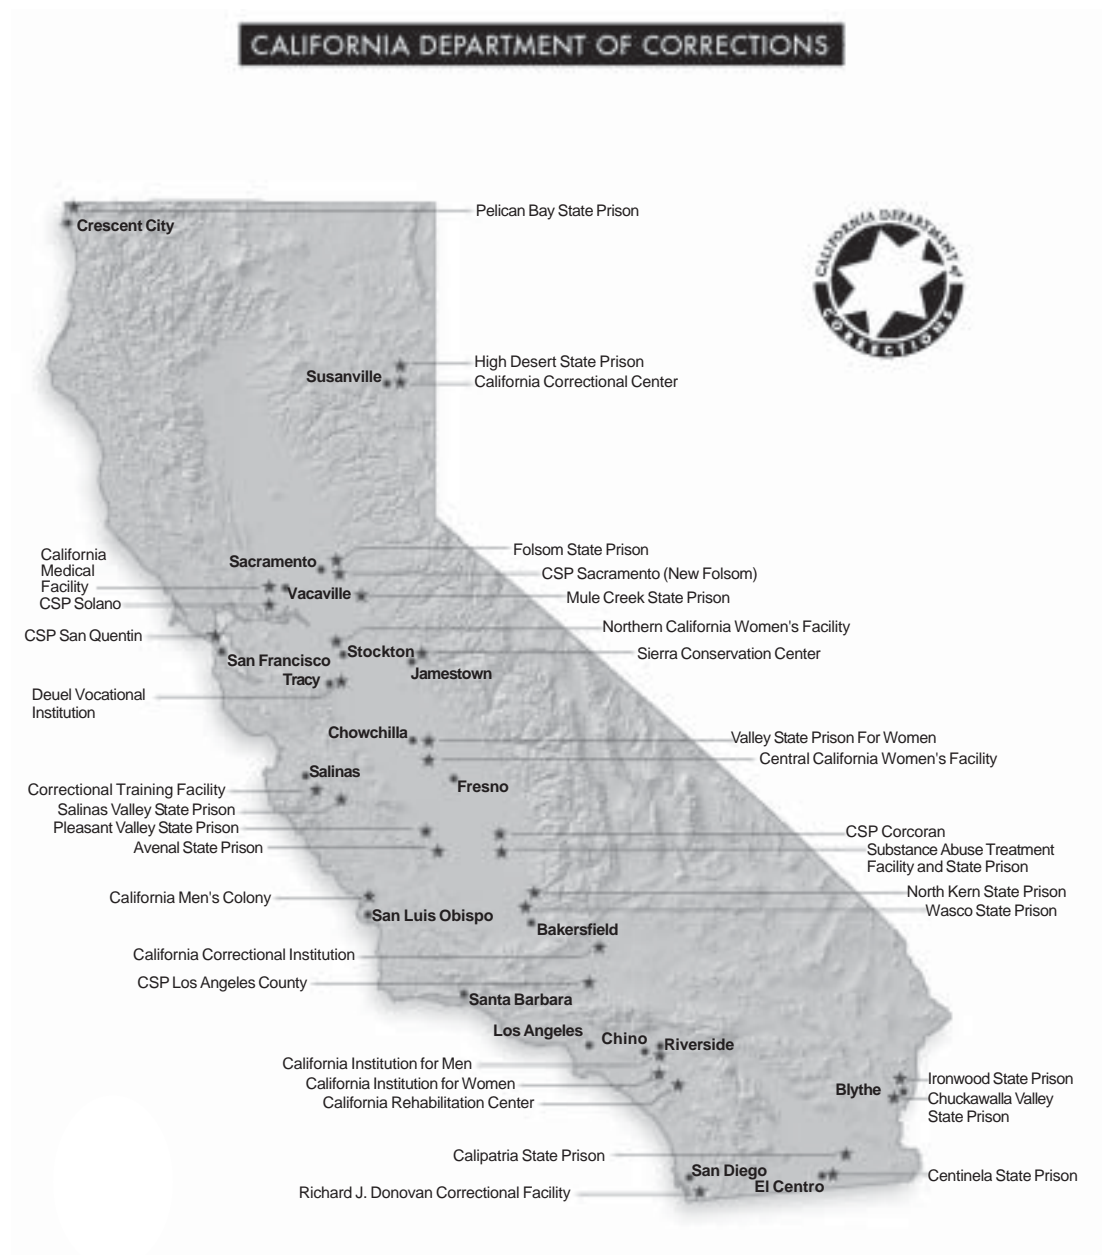 CALIFORNIA DEPARTMENT OF CORRECTIONS
Pelican Bay State Prison
Crescent City
CALIFORNIA DEPARTMENT of
CORRECTIONS
High Desert State Prison
Susanville
California Correctional Center
Folsom State Prison
California
Medical
Facility
Sacramento
CSP Sacramento (New Folsom)
Vacaville
Mule Creek State Prison
CSP Solano
Northern California Women's Facility
CSP San Quentin
Stockton
Sierra Conservation Center
San Francisco
Jamestown
Tracy
Deuel Vocational
Institution
Chowchilla
Valley State Prison For Women
Central California Women's Facility
Salinas
Fresno
Correctional Training Facility
Salinas Valley State Prison
Pleasant Valley State Prison
CSP Corcoran
Avenal State Prison
Substance Abuse Treatment
Facility and State Prison
North Kern State Prison
California Men's Colony
Wasco State Prison
San Luis Obispo
Bakersfield
California Correctional Institution
CSP Los Angeles County
Santa Barbara
Los Angeles
Chino
Riverside
California Institution for Men
California Institution for Women
California Rehabilitation Center
Ironwood State Prison
Blythe
Chuckawalla Valley
State Prison
Calipatria State Prison
San Diego
Centinela State Prison
El Centro
Richard J. Donovan Correctional Facility